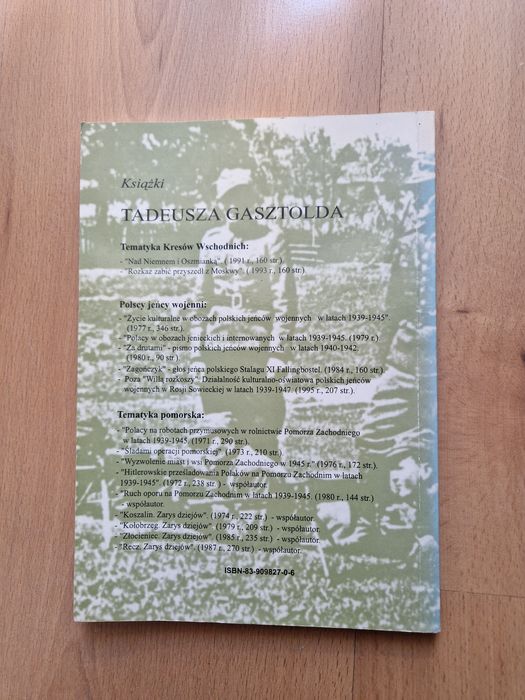 Książki
TADEUSZA GASZTOLDA
Tematyka Kresów Wschodnich:
- "Nad Niemnem i Oszmianką". ( 1991 r., 160 str).
- "Rozkaz zabić przyszedł z Moskwy". ( 1993 r., 160 str.)
Polscy jeńcy wojenni:
- "Życie kulturalne w obozach polskich jeńców wojennych w latach 1939-1945".
(1977 r., 346 str.)
- "Polacy w obozach jenieckich i internowanych w latach 1939-1945. (1979 r.)
- "Za drutami" - pismo polskich jeńców wojennych w latach 1940-1942.
(1980 r., 90 str.)
- "Zagończyk" - głos jeńca polskiego Stalagu XI Fallingbostel. (1984 r., 160 str.)
- Poza "Willą rozkoszy". Działalność kulturalno-oświatowa polskich jeńców
wojennych w Rosji Sowieckiej w latach 1939-1947. (1995 r., 207 str.)
Tematyka pomorska:
- "Polacy na robotach przymusowych w rolnictwie Pomorza Zachodniego
w latach 1939-1945. (1971 r., 290 str.)
- "Śladami operacji pomorskiej". (1973 r., 210 str.)
- "Wyzwolenie miast i wsi Pomorza Zachodniego w 1945 r." (1976 r., 172 str.)
- "Hitlerowskie prześladowania Polaków na Pomorzu Zachodnim w latach
1939-1945". (1972 r., 238 str ) - współautor.
- "Ruch oporu na Pomorzu Zachodnim w latach 1939-1945. (1980 r., 144 str.)
- współautor.
- "Koszalin. Zarys dziejów". (1974 r., 222 str.) - współautor.
- "Kołobrzeg. Zarys dziejów". (1979 r., 209 str.) - współautor.
- "Złocieniec. Zarys dziejów". (1985 r., 235 str.) - współautor.
- "Recz. Zarys dziejów". (1987 r., 270 str.) - współautor.
ISBN-83-909827-0-6